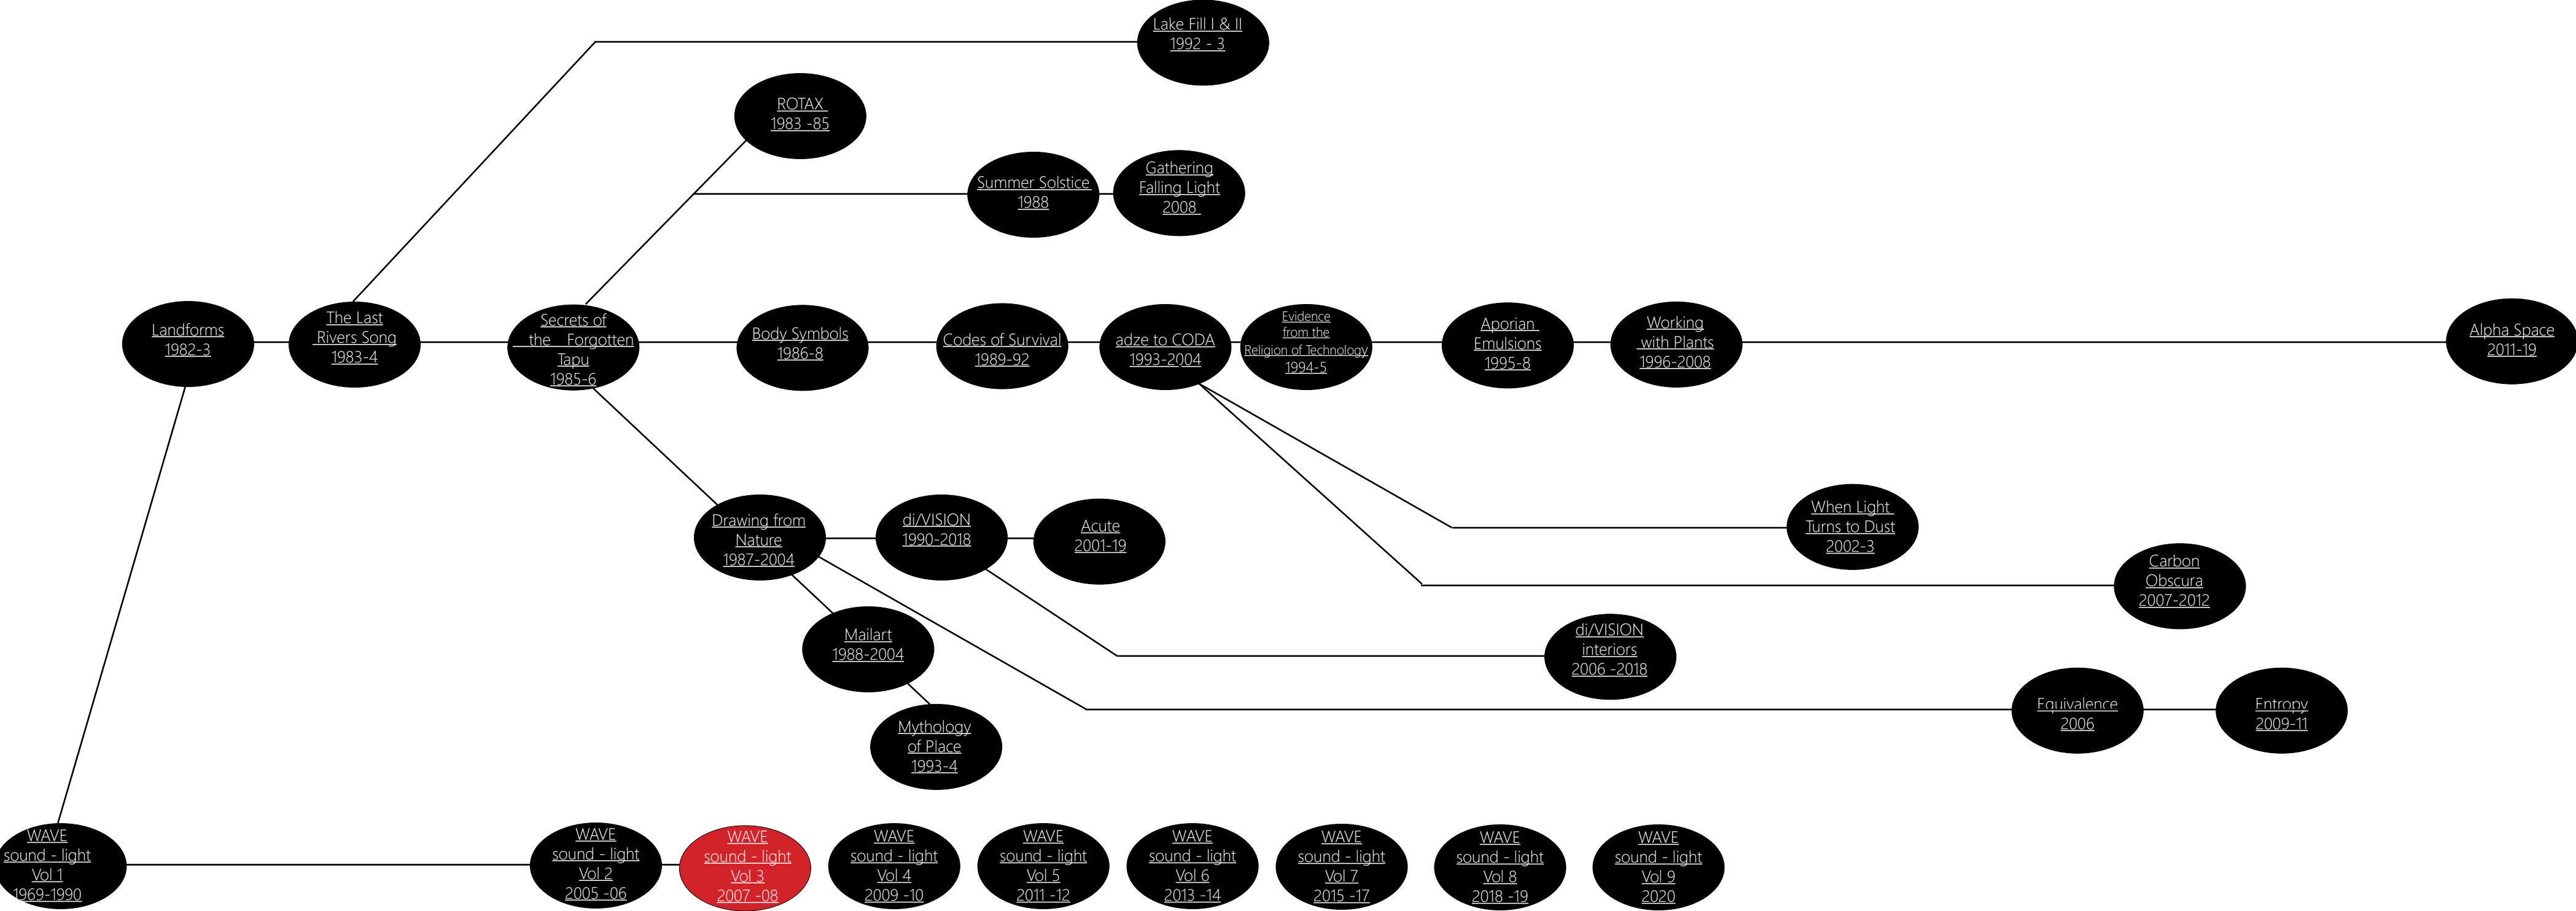 Lake Fill I & II
1992 - 3
ROTAX
1983 -85
Summer Solstice
1988
Gathering
Falling Light
2008
Landforms
1982-3
The Last
Rivers Song
1983-4
Secrets of
the Forgotten
Tapu
1985-6
Body Symbols
1986-8
Codes of Survival
1989-92
adze to CODA
1993-2004
Evidence
from the
Religion of Technology
1994-5
Aporian
Emulsions
1995-8
Working
with Plants
1996-2008
Alpha Space
2011-19
Drawing from
Nature
1987-2004
di/VISION
1990-2018
Acute
2001-19
When Light
Turns to Dust
2002-3
Carbon
Obscura
2007-2012
Mailart
1988-2004
di/VISION
interiors
2006 -2018
Mythology
of Place
1993-4
Equivalence
2006
Entropy
2009-11
WAVE
sound - light
Vol 1
1969-1990
WAVE
sound - light
Vol 2
2005 -06
WAVE
sound - light
Vol 3
2007 -08
WAVE
sound - light
Vol 4
2009 -10
WAVE
sound - light
Vol 5
2011 -12
WAVE
sound - light
Vol 6
2013 -14
WAVE
sound - light
Vol 7
2015 -17
WAVE
sound - light
Vol 8
2018 -19
WAVE
sound - light
Vol 9
2020